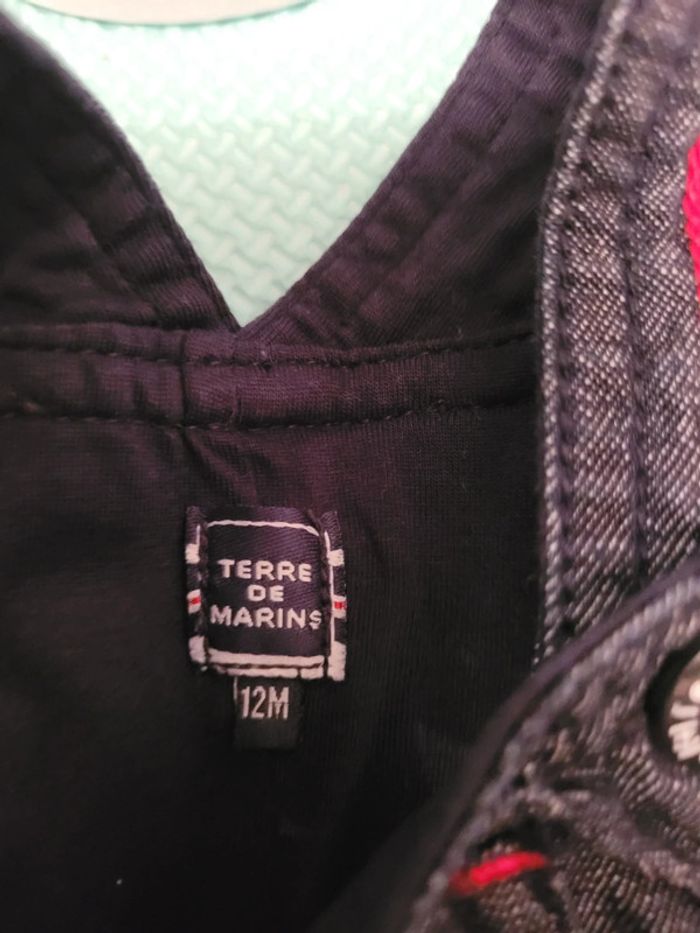 TERRE
DE
MARINS
12M